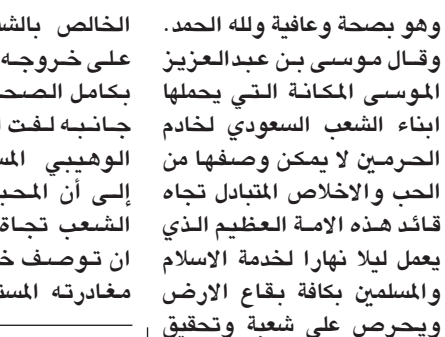 وهو بصحة وعافية ولله الحمد.
وقال موسى بن عبدالعزيز
الموسى المكانة التي يحملها
ابناء الشعب السعودي لخادم
الحرمين لا يمكن وصفها من
الحب والاخلاص المتبادل تجاه
قائد هذه الامة العظيم الذي
يعمل ليلا نهارا لخدمة الاسلام
والمسلمين بكافة بقاع الارض
ويحرص على شعبة وتحقيق
الخالص بالش
على خروجه
بكامل الصح
جانبه لفت ا
الوهيبي المس
إلى أن المحب
الشعب تجاة
ان توصف خ
مغادرته المست